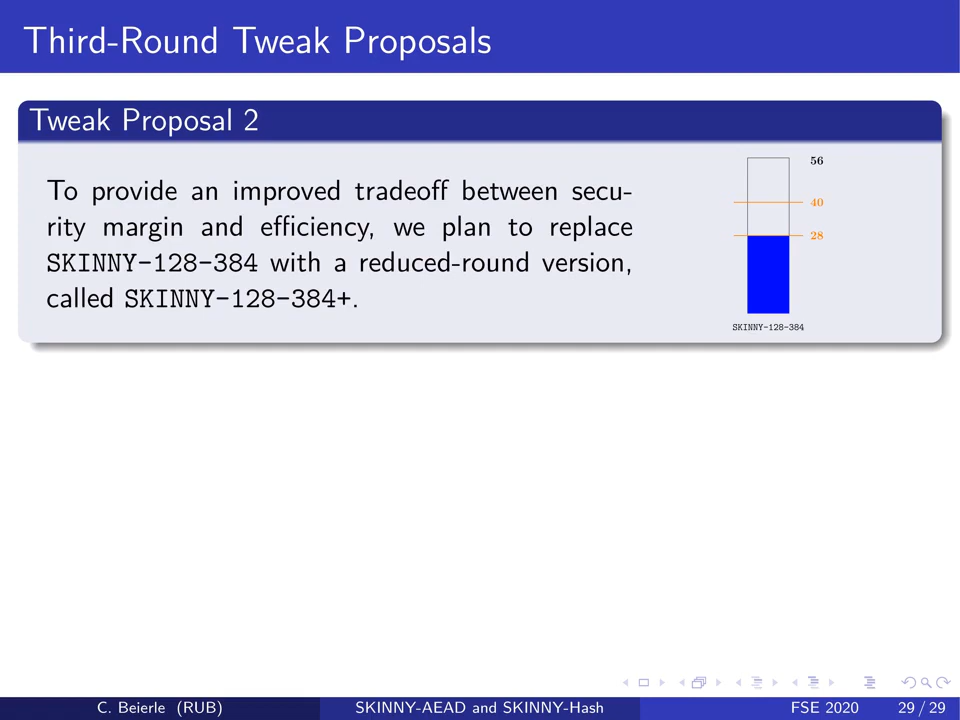 Third-Round Tweak Proposals
Tweak Proposal 2
To provide an improved tradeoff between secu-
rity margin and efficiency, we plan to replace
SKINNY-128-384 with a reduced-round version,
called SKINNY-128-384+.
56
40
28
SKINNY-128-384
C. Beierle (RUB)
SKINNY-AEAD and SKINNY-Hash
FSE 2020
29 / 29